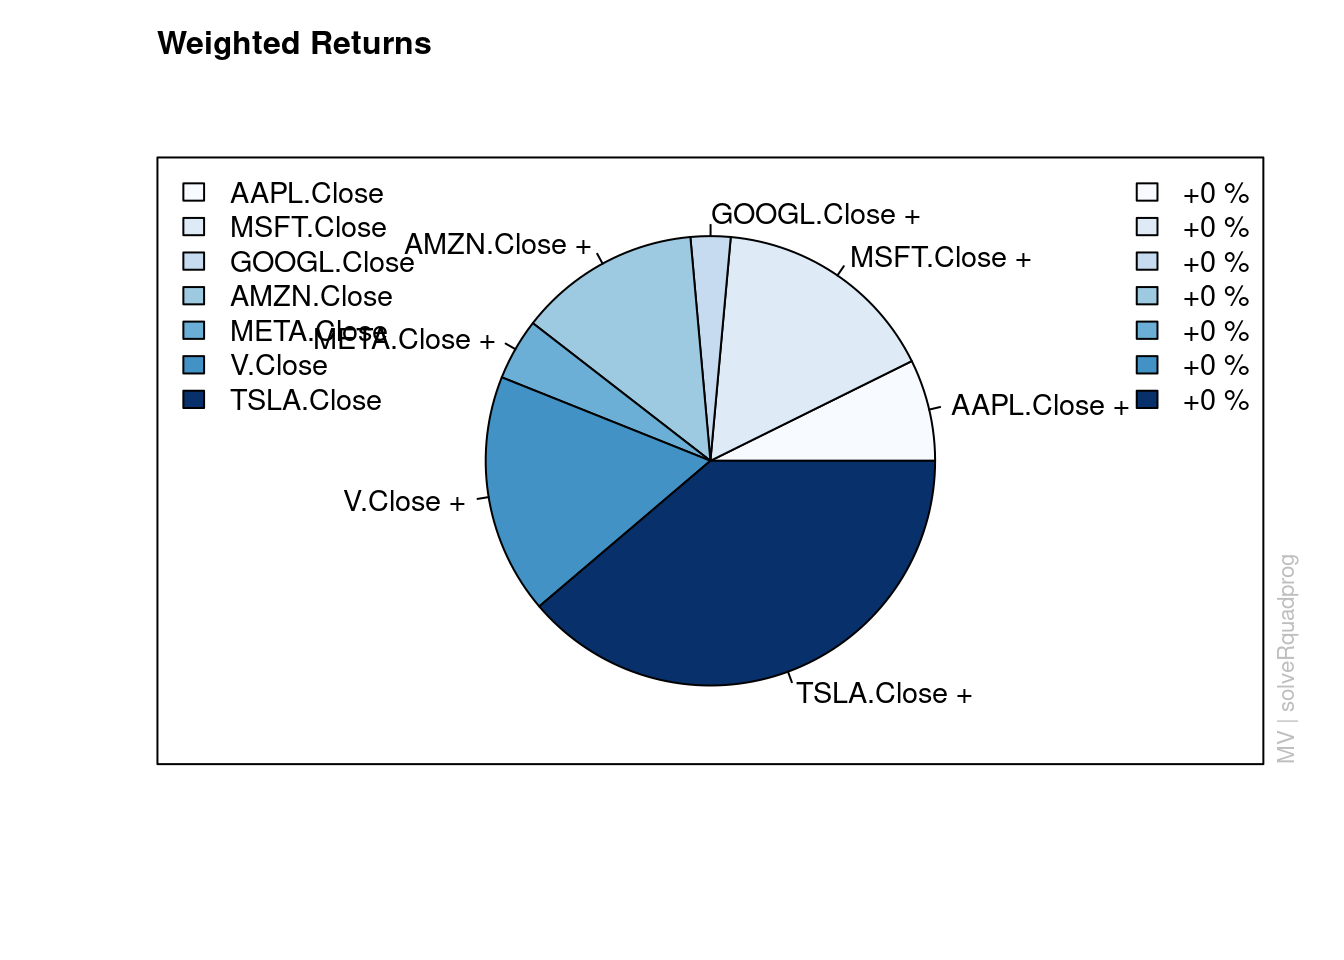 Weighted Returns
AAPL.Close
MSFT.Close
GOOGL.Close
AMZN.Close
META.Close
V.Close
TSLA.Close
GOOGL.Close +
MSFT.Close +
AMZN.Close +
META.Close +
AAPL.Close +
V.Close +
TSLA.Close +
+0 %
+0 %
+0 %
+0 %
+0 %
+0 %
+0 %
MV | solveRquadprog